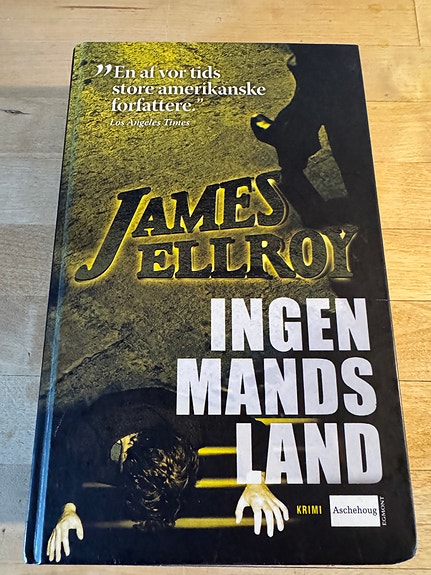 ”En af vor tids
store amerikanske
forfattere.”
Los Angeles Times
JAMES
ELLROY
INGEN
MANDS
LAND
KRIMI
Aschehoug
EGMONT